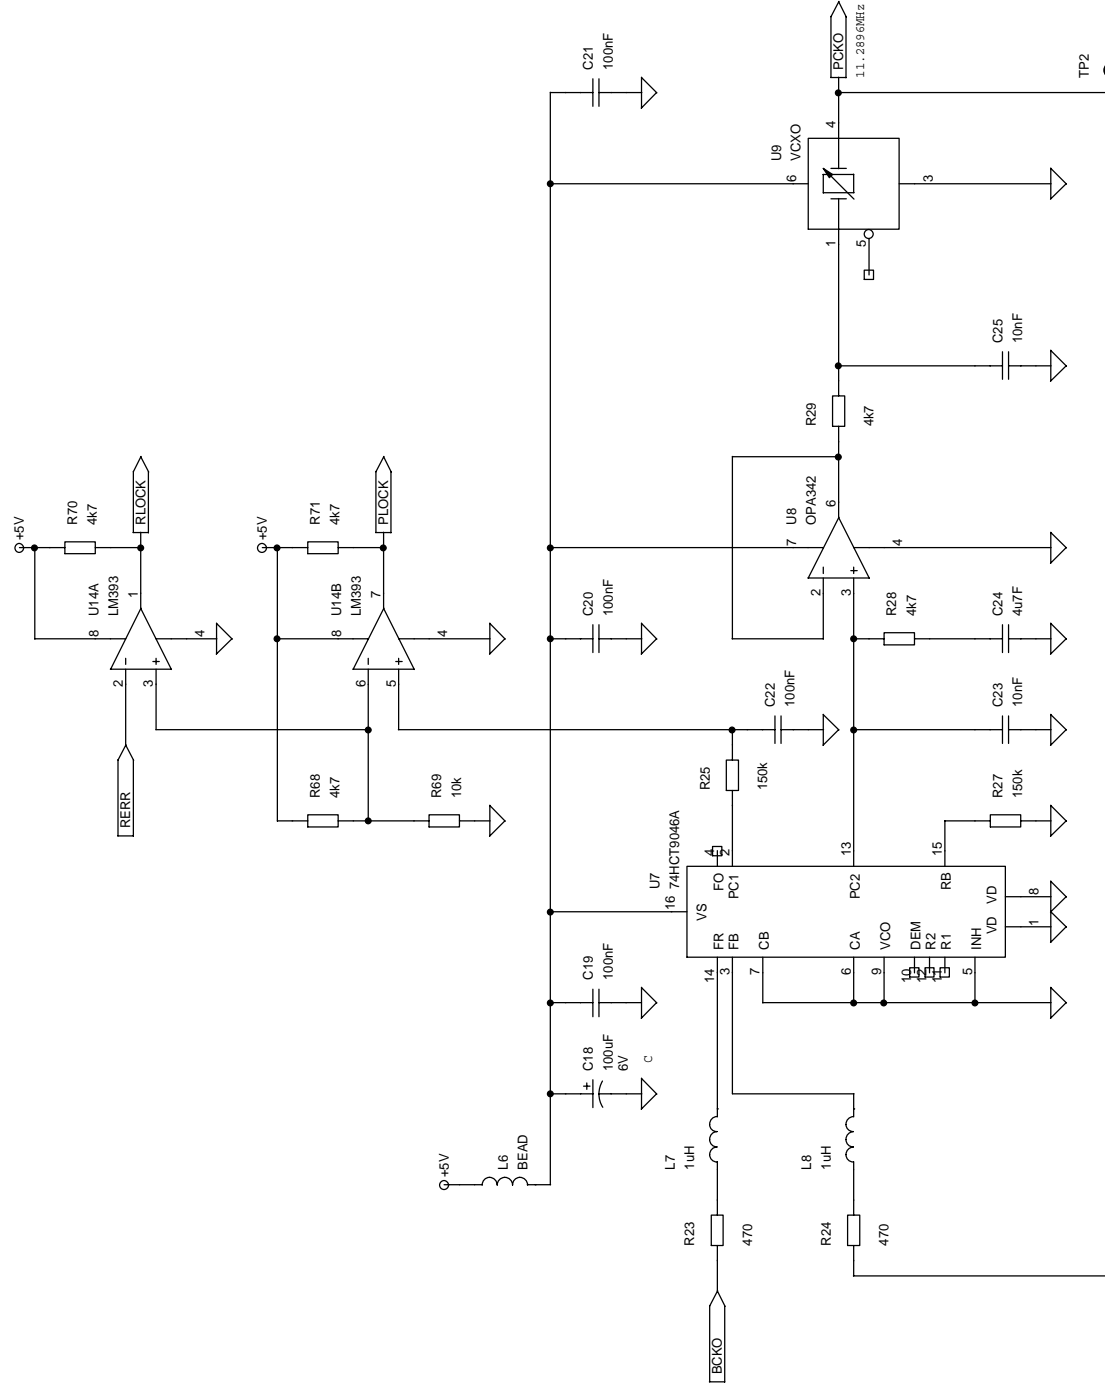 C21
100nF
PCKO
11.2896MHz
TP2
U9
VCXO
4
6
3
1
5
C25
10nF
R29
4k7
+5V
R70
4k7
RLOCK
U14A
LM393
1
8
4
2
3
RERR
+5V
R71
4k7
PLOCK
U14B
LM393
7
8
4
6
5
R68
4k7
R69
10k
C20
100nF
U8
OPA342
6
7
4
2
3
R28
4k7
C24
4u7F
C22
100nF
C23
10nF
R25
150k
R27
150k
U7
74HCT9046A
16
4
2
13
15
VS
FO
PC1
PC2
RB
FR
FB
CB
CA
VCO
DEM
R2
R1
INH
VD
VD
8
1
14
3
7
6
9
10
12
11
5
C19
100nF
C18
100uF
6V
C
+
+5V
L6
BEAD
L7
1uH
L8
1uH
R23
470
R24
470
BCKO